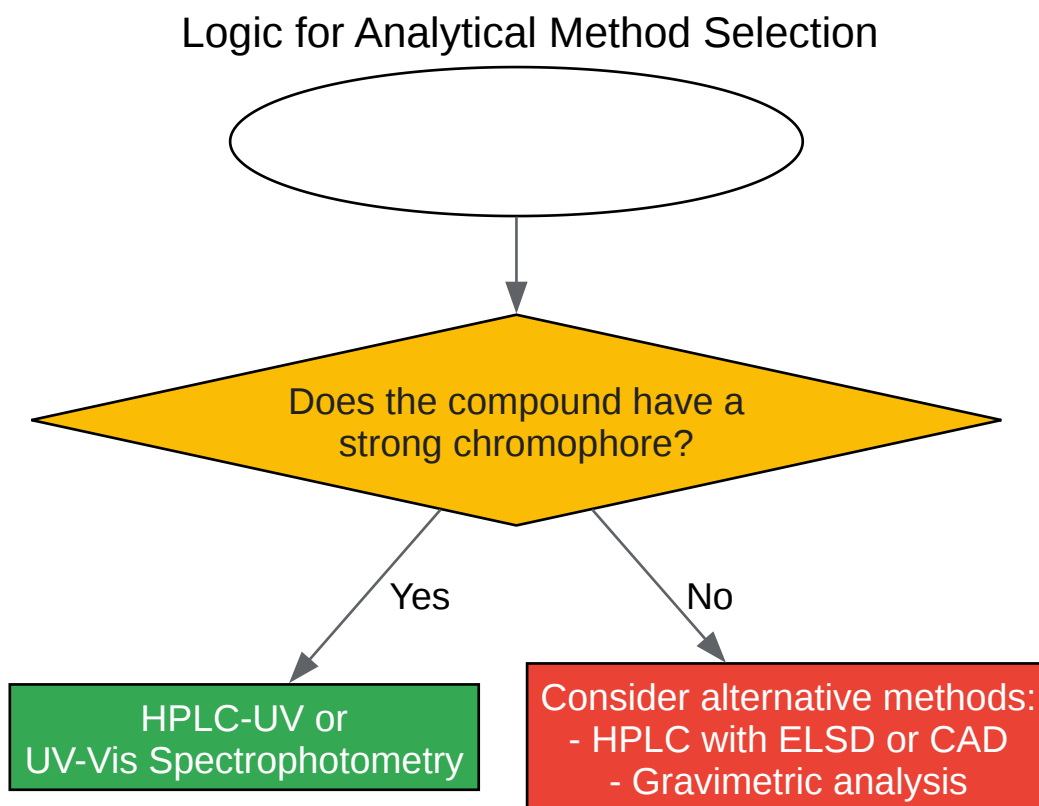 Logic for Analytical Method Selection
Does the compound have a
strong chromophore?
Yes
No
HPLC-UV or
UV-Vis Spectrophotometry
Consider alternative methods:
- HPLC with ELSD or CAD
- Gravimetric analysis